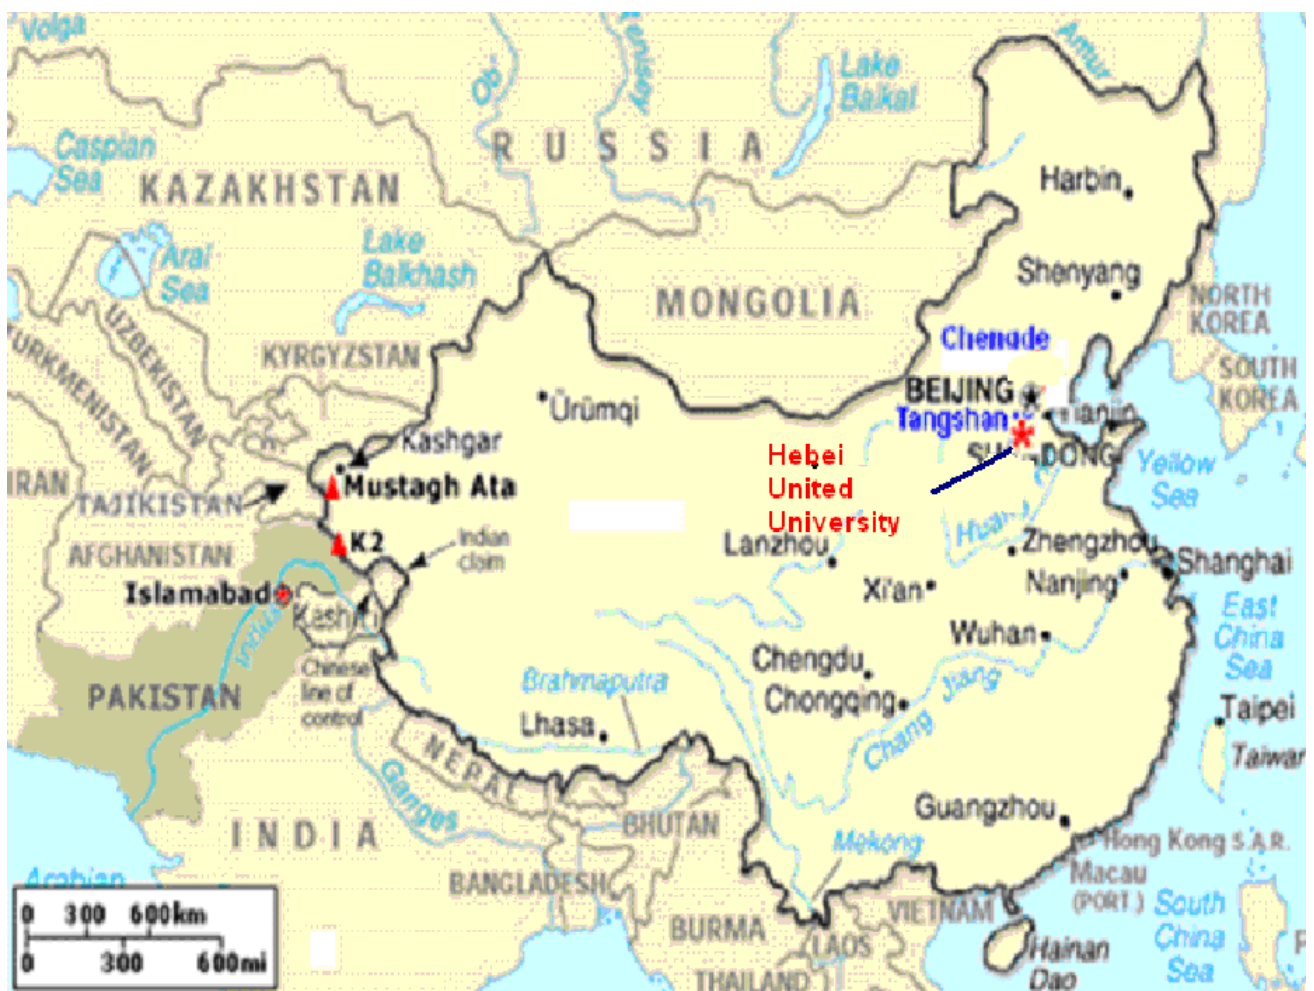 Volga
Ob
Yenisoy
Amur
Lake
Baikal
RUSSIA
Caspian
Sea
KAZAKHSTAN
Harbin
Aral
Sea
Lake
Balkhash
Shenyang
MONGOLIA
NORTH
KOREA
UZBEKISTAN
KYRGYZSTAN
Chengde
SOUTH
KOREA
BEIJING
Ürümqi
Tangshan
Tianjin
Kashgar
Hebei
United
University
Yellow
Sea
IRAN
Mustagh Ata
TAJIKISTAN
Huang
AFGHANISTAN
K2
Indian
claim
Lanzhou
Zhengzhou
Shanghai
Islamabad
Xi'an
Nanjing
Indus
East
China
Sea
Wuhan
Chinese
line of
control
Chengdu
Brahmaputra
Chang Jiang
PAKISTAN
Chongqing
Lhasa
Taipei
Taiwan
NEPAL
Ganges
Guangzhou
INDIA
BHUTAN
Mekong
Hong Kong S.A.R.
Arabian
BANGLADESH
Macau
(PORT.)
South
China
Sea
VIETNAM
0 300 600km
0 300 600mi
BURMA
LAOS
Hainan
Dao
THAILAND